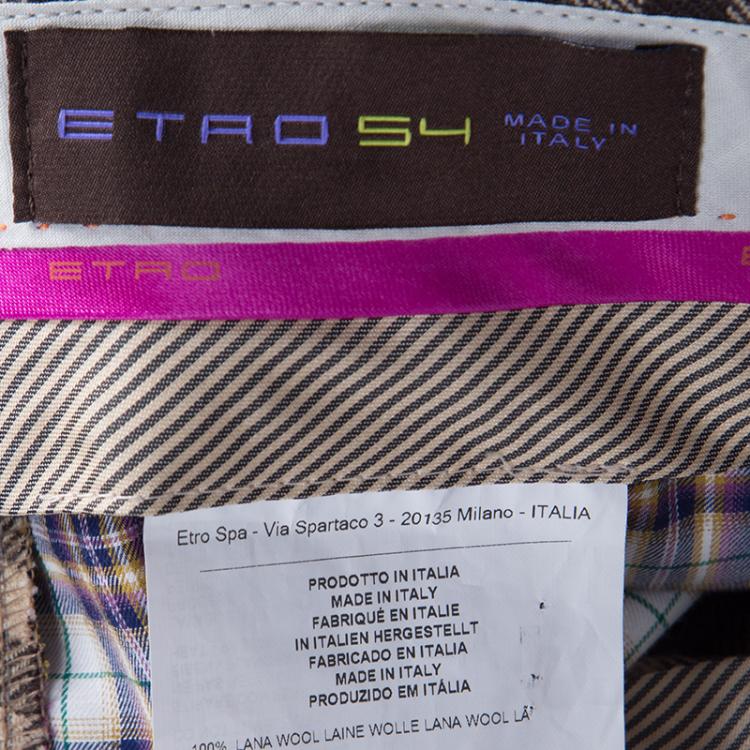 ETRO 54 MADE IN
ITALY
ETRO
Etro Spa - Via Spartaco 3 - 20135 Milano - ITALIA
PRODOTTO IN ITALIA
MADE IN ITALY
FABRIQUÉ EN ITALIE
IN ITALIEN HERGESTELLT
FABRICADO EN ITALIA
MADE IN ITALY
PRODUZIDO EM ITÁLIA
100% LANA WOOL LAINE WOLLE LANA WOOL